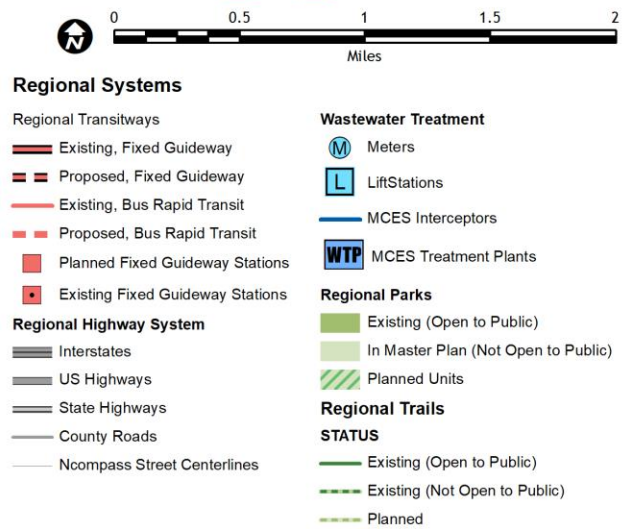 0 0.5 1 1.5 2
N
Miles
Regional Systems
Regional Transitways
Existing, Fixed Guideway
Proposed, Fixed Guideway
Existing, Bus Rapid Transit
Proposed, Bus Rapid Transit
Planned Fixed Guideway Stations
Existing Fixed Guideway Stations
Regional Highway System
Interstates
US Highways
State Highways
County Roads
Ncompass Street Centerlines
Wastewater Treatment
M Meters
L LiftStations
MCES Interceptors
WTP MCES Treatment Plants
Regional Parks
Existing (Open to Public)
In Master Plan (Not Open to Public)
Planned Units
Regional Trails
STATUS
Existing (Open to Public)
Existing (Not Open to Public)
Planned